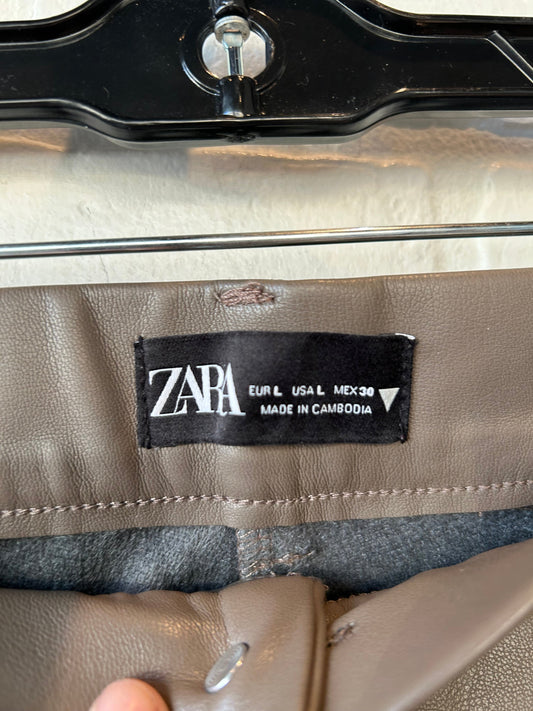 ZARA
EUR L USA L MEX 30
MADE IN CAMBODIA